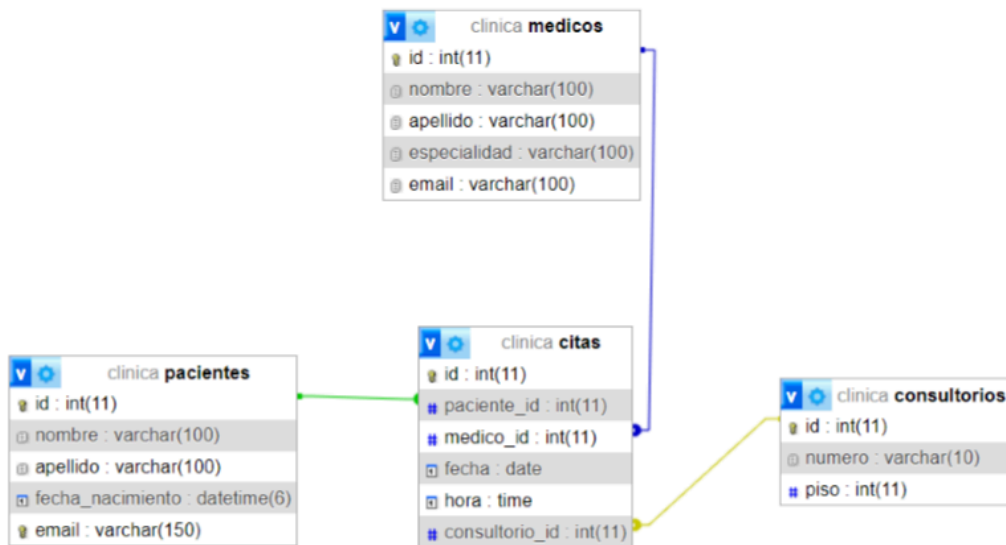 v clinica medicos
id : int(11)
nombre : varchar(100)
apellido : varchar(100)
especialidad : varchar(100)
email : varchar(100)
v clinica citas
id : int(11)
# paciente_id : int(11)
# medico_id : int(11)
fecha : date
hora : time
# consultorio_id : int(11)
v clinica pacientes
id : int(11)
nombre : varchar(100)
apellido : varchar(100)
fecha_nacimiento : datetime(6)
email : varchar(150)
v clinica consultorios
id : int(11)
numero : varchar(10)
# piso : int(11)